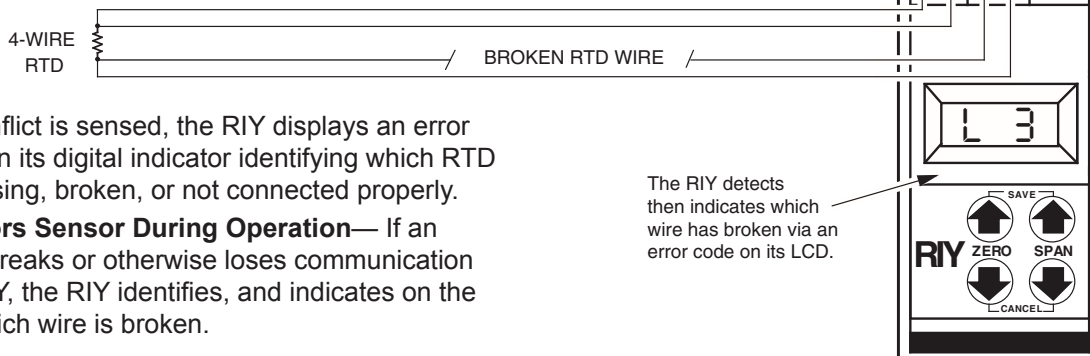 4-WIRE
RTD
BROKEN RTD WIRE
L 3
nflict is sensed, the RIY displays an error
n its digital indicator identifying which RTD
sing, broken, or not connected properly.
rs Sensor During Operation— If an
reaks or otherwise loses communication
Y, the RIY identifies, and indicates on the
ich wire is broken.
The RIY detects
then indicates which
wire has broken via an
error code on its LCD.
SAVE
RIY ZERO SPAN
CANCEL